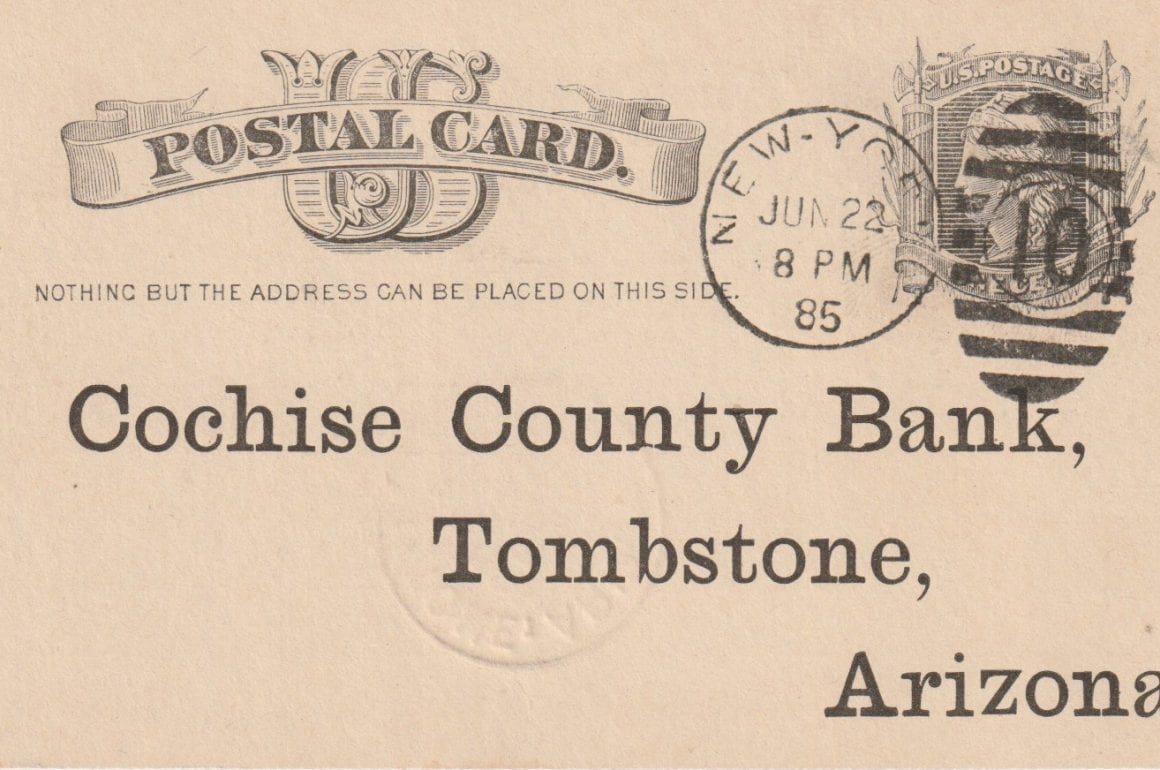 US
POSTAL CARD.
U.S. POSTAGE
NEW-YORK
JUN 22
8 PM
85
10
NOTHING BUT THE ADDRESS CAN BE PLACED ON THIS SIDE.
Cochise County Bank,
Tombstone,
Arizona